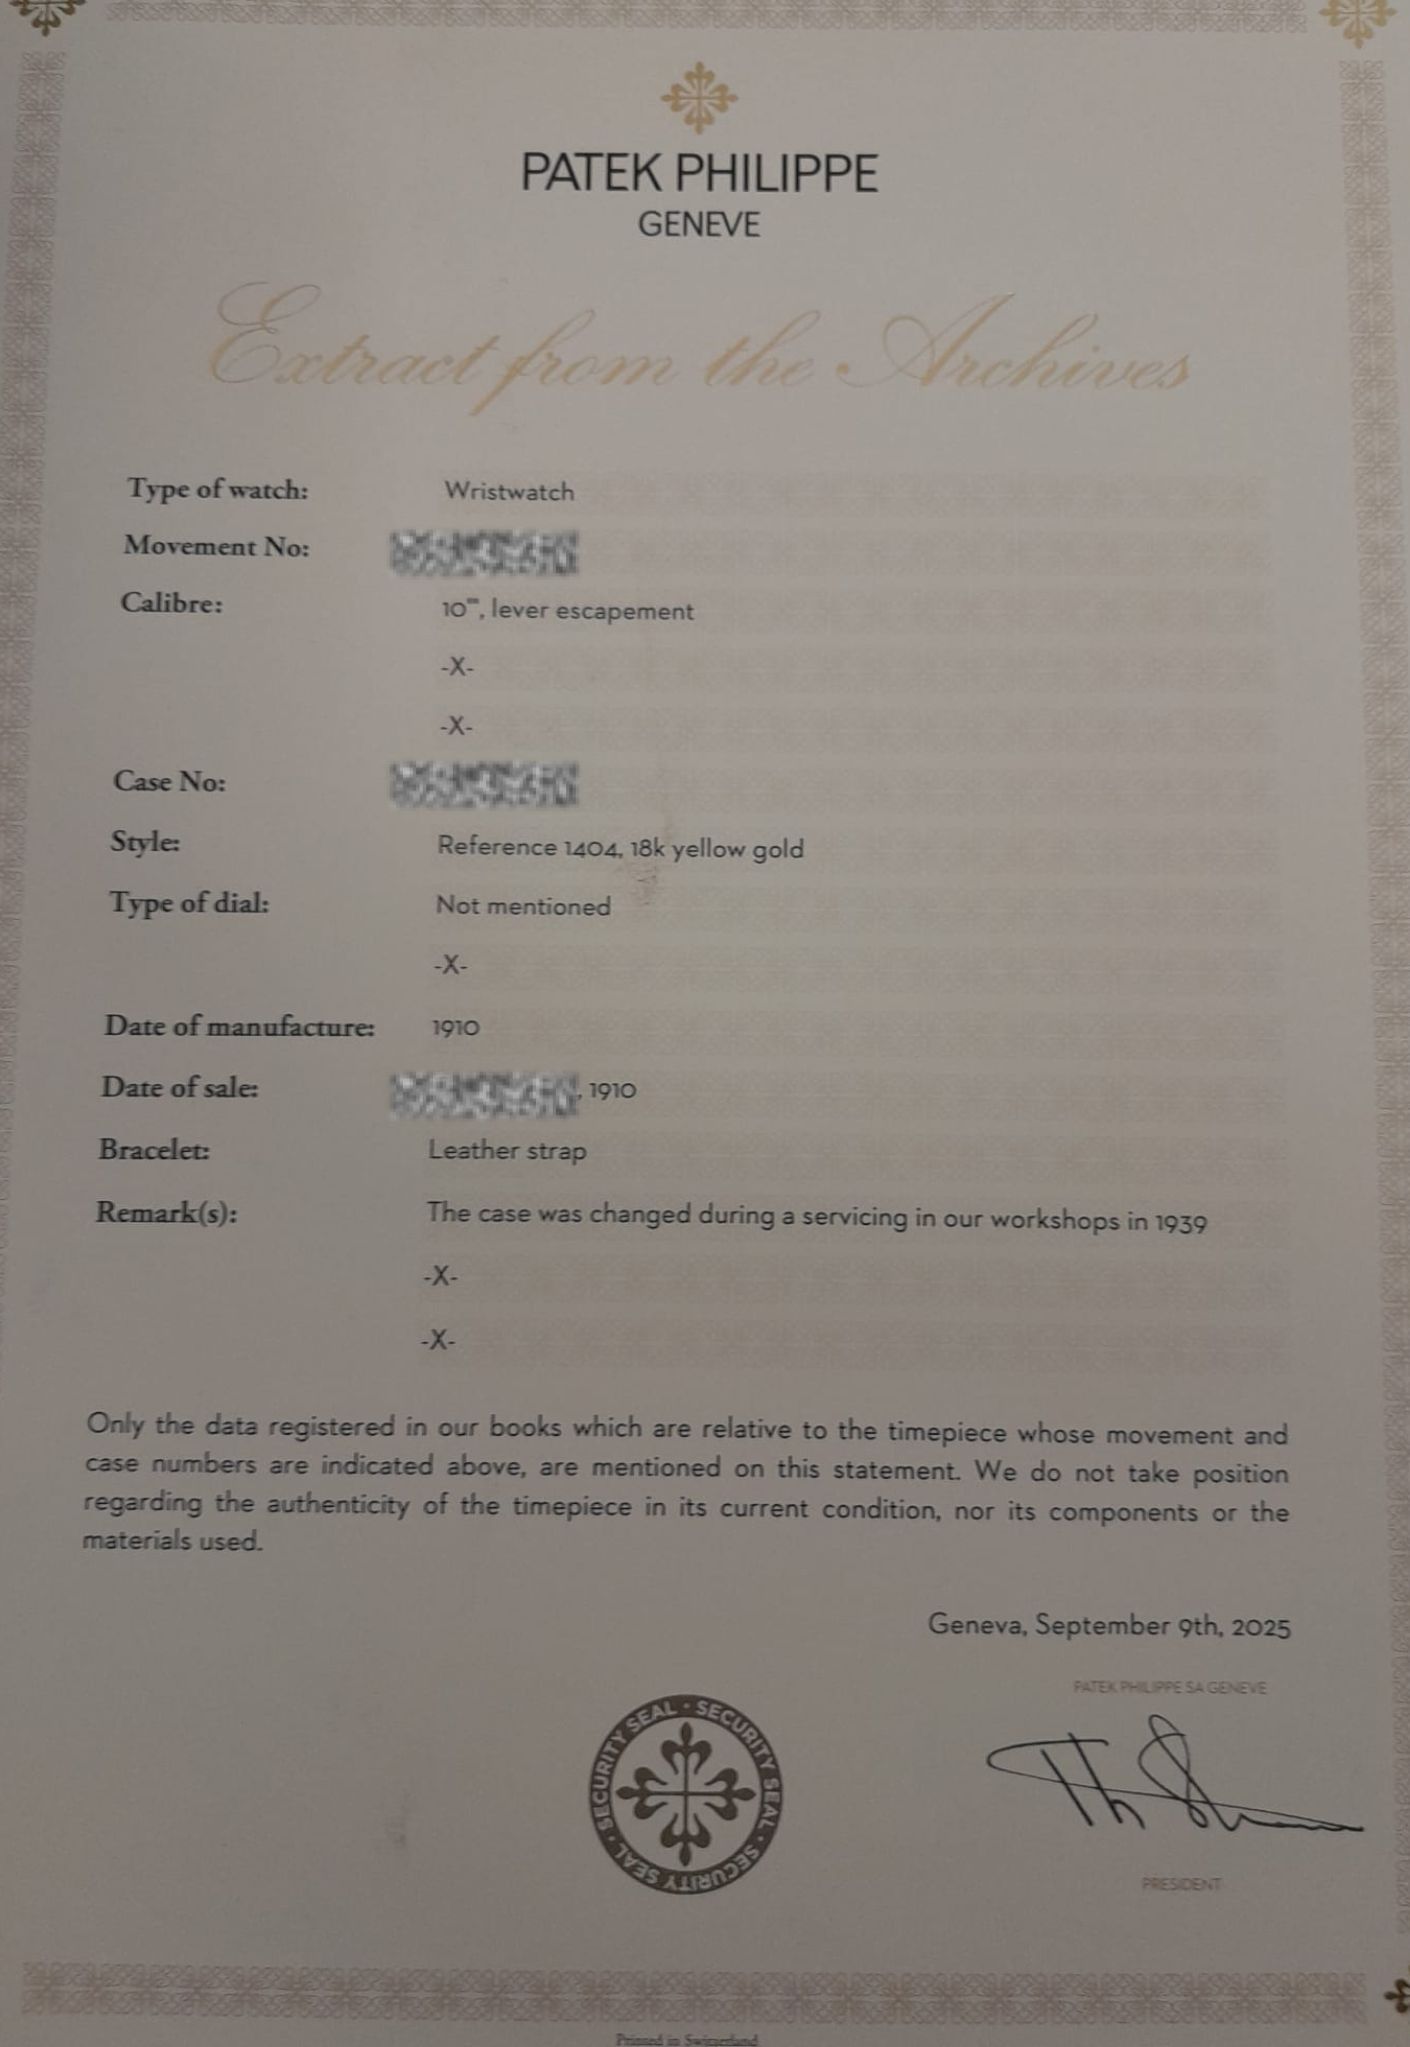 PATEK PHILIPPE
GENEVE
Extract from the Archives
Type of watch: Wristwatch
Movement No:
Calibre: 10''', lever escapement
-X-
-X-
Case No:
Style: Reference 1404, 18k yellow gold
Type of dial: Not mentioned
-X-
Date of manufacture: 1910
Date of sale: , 1910
Bracelet: Leather strap
Remark(s): The case was changed during a servicing in our workshops in 1939
-X-
-X-
Only the data registered in our books which are relative to the timepiece whose movement and
case numbers are indicated above, are mentioned on this statement. We do not take position
regarding the authenticity of the timepiece in its current condition, nor its components or the
materials used.
Geneva, September 9th, 2025
PATEK PHILIPPE SA GENEVE
SECURITY SEAL · SECURITY SEAL · SECURITY SEAL ·
PRESIDENT
Printed in Switzerland